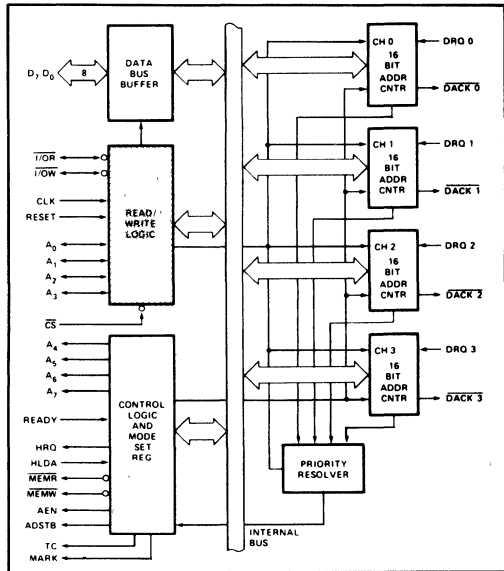 D7 D0
8
DATA
BUS
BUFFER
I/OR
I/OW
CLK
RESET
A0
A1
A2
A3
CS
READ/
WRITE
LOGIC
A4
A5
A6
A7
READY
HRQ
HLDA
MEMR
MEMW
AEN
ADSTB
TC
MARK
CONTROL
LOGIC
AND
MODE
SET
REG
INTERNAL
BUS
CH 0
16
BIT
ADDR
CNTR
DRQ 0
DACK 0
CH 1
16
BIT
ADDR
CNTR
DRQ 1
DACK 1
CH 2
16
BIT
ADDR
CNTR
DRQ 2
DACK 2
CH 3
16
BIT
ADDR
CNTR
DRQ 3
DACK 3
PRIORITY
RESOLVER